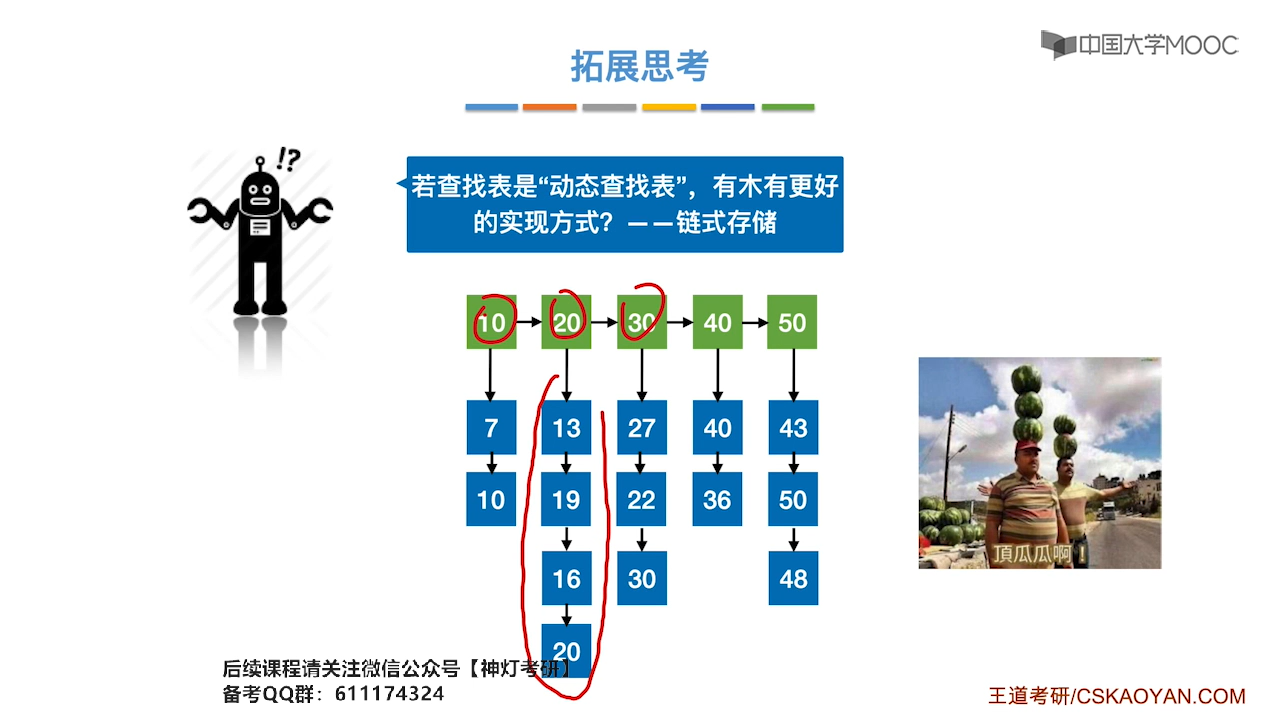 中国大学MOOC
拓展思考
!?
若查找表是“动态查找表”，有木有更好
的实现方式？——链式存储
10 20 30 40 50
7 13 27 40 43
10 19 22 36 50
16 30 48
20
頂瓜瓜啊！
后续课程请关注微信公众号【神灯考研】
备考QQ群：611174324
王道考研/CSKAOYAN.COM